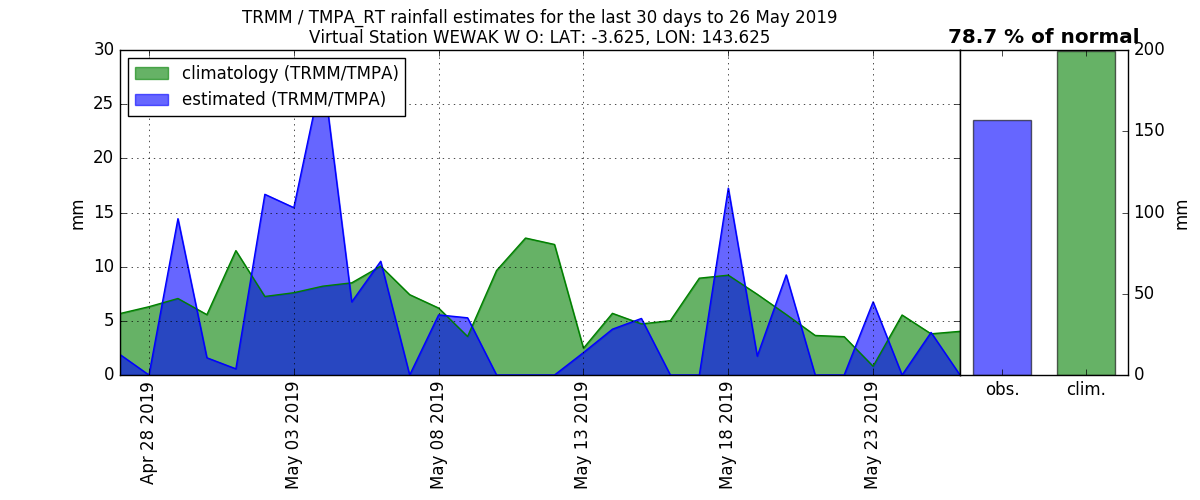 TRMM / TMPA_RT rainfall estimates for the last 30 days to 26 May 2019
Virtual Station WEWAK W O: LAT: -3.625, LON: 143.625
78.7 % of normal
climatology (TRMM/TMPA)
estimated (TRMM/TMPA)
30
25
20
15
10
5
0
mm
200
150
100
50
0
mm
Apr 28 2019
May 03 2019
May 08 2019
May 13 2019
May 18 2019
May 23 2019
obs.
clim.